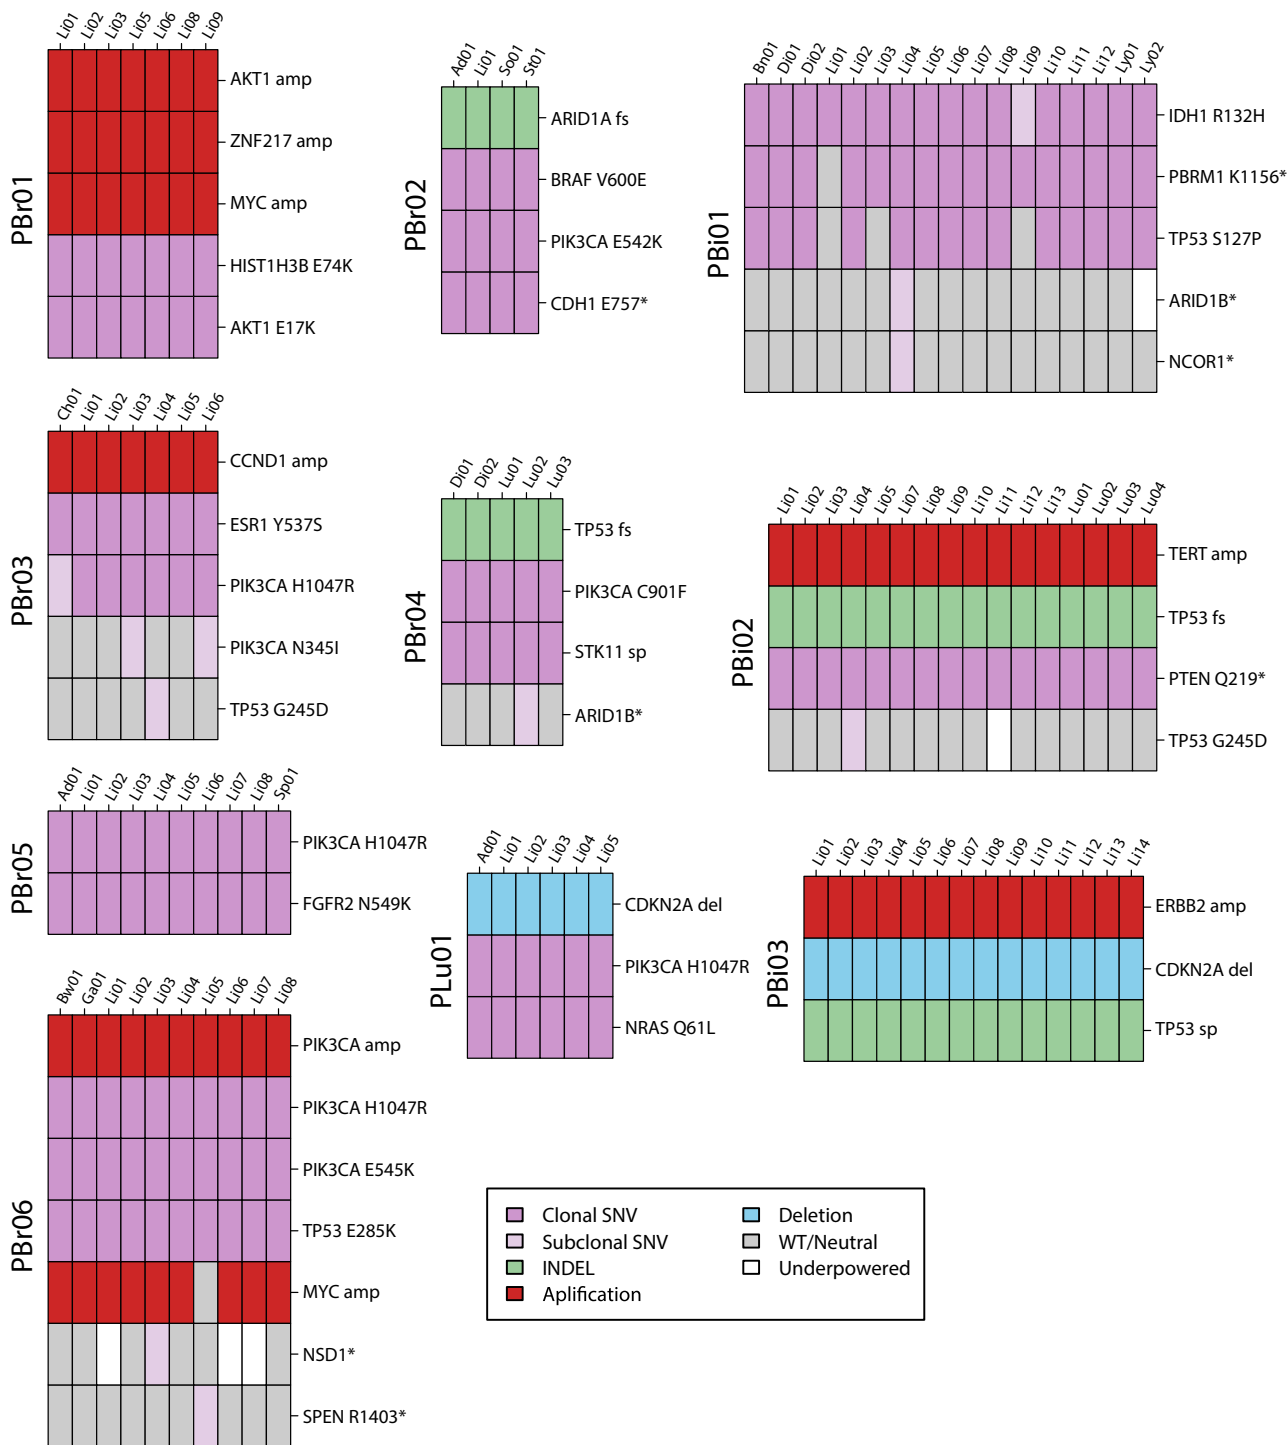 PBr01
Li01 Li02 Li03 Li05 Li06 Li08 Li09
AKT1 amp
ZNF217 amp
MYC amp
HIST1H3B E74K
AKT1 E17K
PBr02
Ad01 Li01 So01 St01
ARID1A fs
BRAF V600E
PIK3CA E542K
CDH1 E757*
PBi01
Bn01 Di01 Di02 Li01 Li02 Li03 Li04 Li05 Li06 Li07 Li08 Li09 Li10 Li11 Li12 Ly01 Ly02
IDH1 R132H
PBRM1 K1156*
TP53 S127P
ARID1B*
NCOR1*
PBr03
Ch01 Li01 Li02 Li03 Li04 Li05 Li06
CCND1 amp
ESR1 Y537S
PIK3CA H1047R
PIK3CA N345I
TP53 G245D
PBr04
Di01 Di02 Lu01 Lu02 Lu03
TP53 fs
PIK3CA C901F
STK11 sp
ARID1B*
PBi02
Li01 Li02 Li03 Li04 Li05 Li07 Li08 Li09 Li10 Li11 Li12 Li13 Lu01 Lu02 Lu03 Lu04
TERT amp
TP53 fs
PTEN Q219*
TP53 G245D
PBr05
Ad01 Li01 Li02 Li03 Li04 Li05 Li06 Li07 Li08 Sp01
PIK3CA H1047R
FGFR2 N549K
PLu01
Ad01 Li01 Li02 Li03 Li04 Li05
CDKN2A del
PIK3CA H1047R
NRAS Q61L
PBi03
Li01 Li02 Li03 Li04 Li05 Li06 Li07 Li08 Li09 Li10 Li11 Li12 Li13 Li14
ERBB2 amp
CDKN2A del
TP53 sp
PBr06
Bw01 Ga01 Li01 Li02 Li03 Li04 Li05 Li06 Li07 Li08
PIK3CA amp
PIK3CA H1047R
PIK3CA E545K
TP53 E285K
MYC amp
NSD1*
SPEN R1403*
Clonal SNV
Subclonal SNV
INDEL
Aplification
Deletion
WT/Neutral
Underpowered